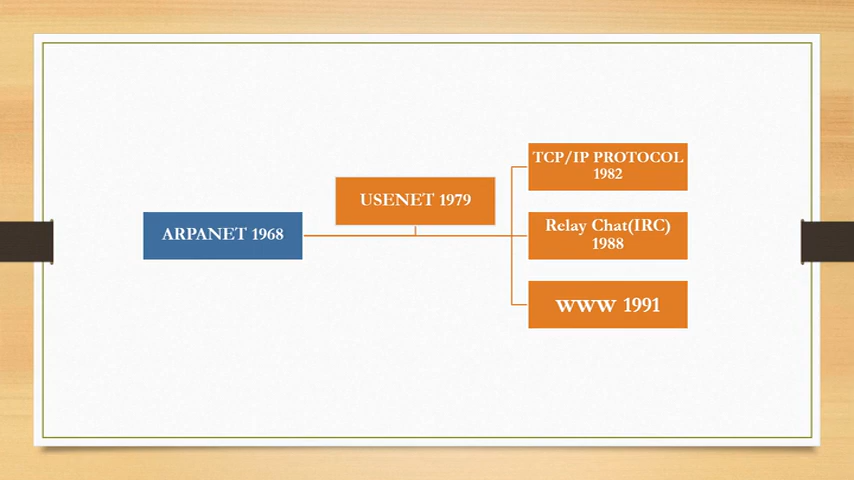 TCP/IP PROTOCOL
1982
USENET 1979
ARPANET 1968
Relay Chat(IRC)
1988
WWW 1991